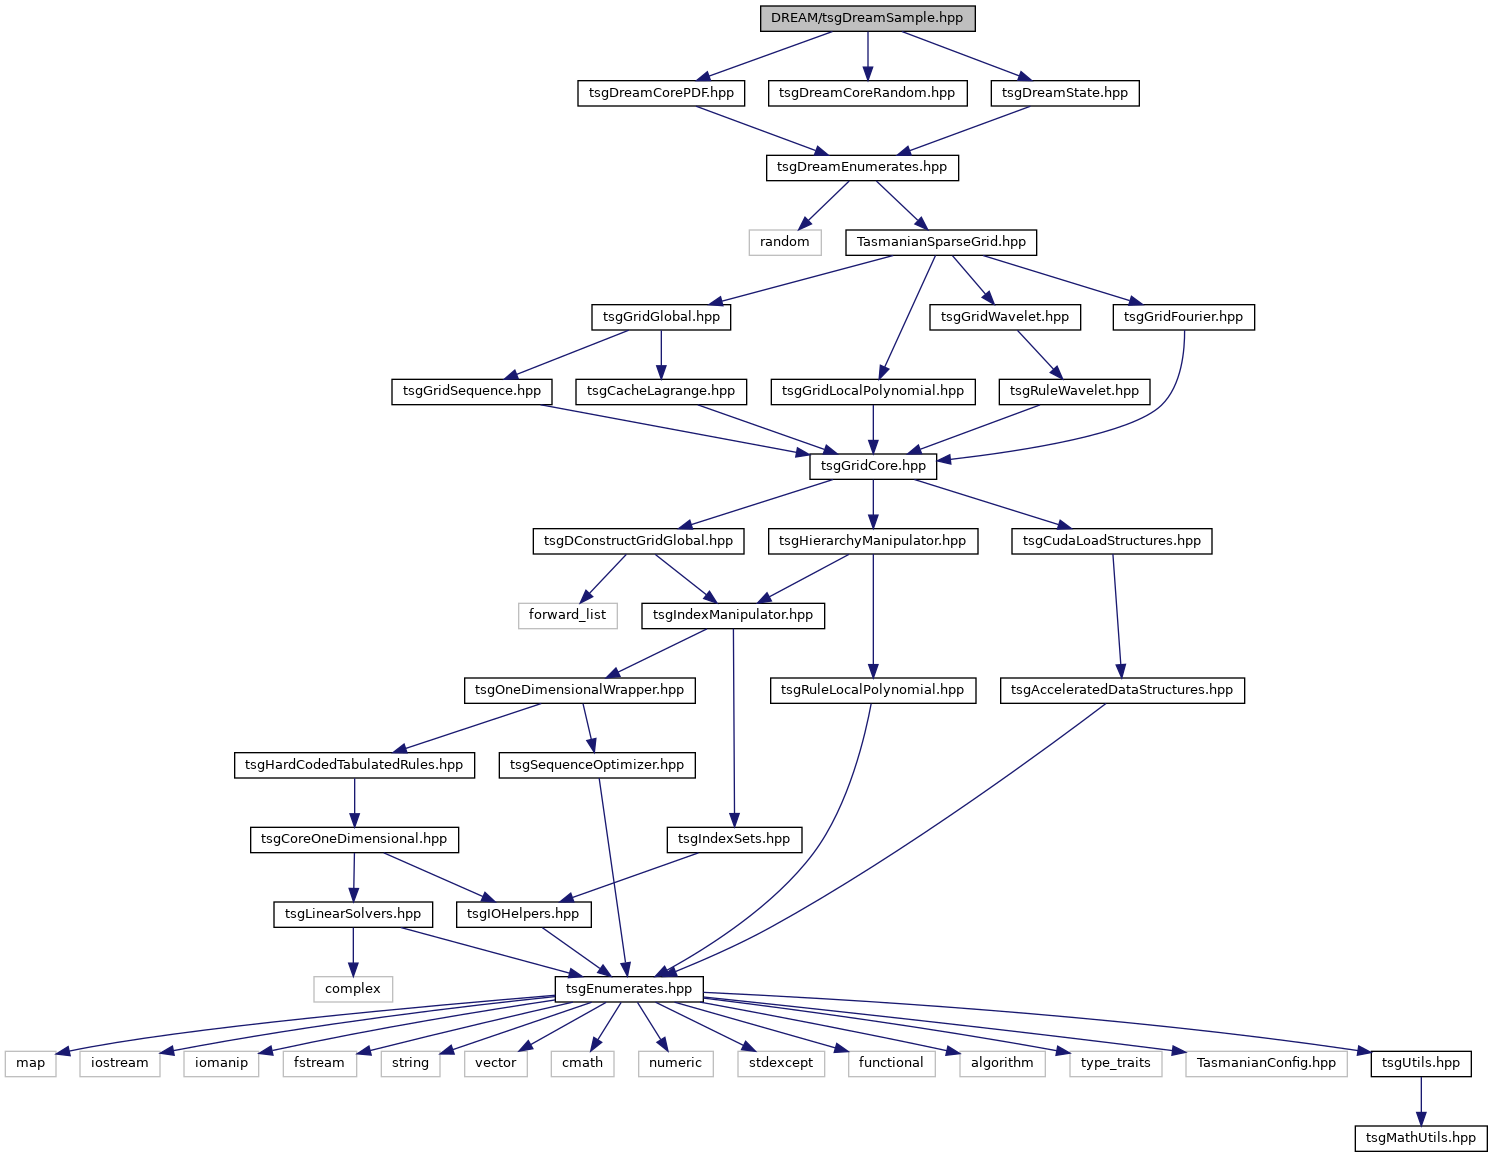 DREAM/tsgDreamSample.hpp
tsgDreamCorePDF.hpp
tsgDreamCoreRandom.hpp
tsgDreamState.hpp
tsgDreamEnumerates.hpp
random
TasmanianSparseGrid.hpp
tsgGridGlobal.hpp
tsgGridWavelet.hpp
tsgGridFourier.hpp
tsgGridSequence.hpp
tsgCacheLagrange.hpp
tsgGridLocalPolynomial.hpp
tsgRuleWavelet.hpp
tsgGridCore.hpp
tsgDConstructGridGlobal.hpp
tsgHierarchyManipulator.hpp
tsgCudaLoadStructures.hpp
forward_list
tsgIndexManipulator.hpp
tsgOneDimensionalWrapper.hpp
tsgRuleLocalPolynomial.hpp
tsgAcceleratedDataStructures.hpp
tsgHardCodedTabulatedRules.hpp
tsgSequenceOptimizer.hpp
tsgCoreOneDimensional.hpp
tsgIndexSets.hpp
tsgLinearSolvers.hpp
tsgIOHelpers.hpp
complex
tsgEnumerates.hpp
map
iostream
iomanip
fstream
string
vector
cmath
numeric
stdexcept
functional
algorithm
type_traits
TasmanianConfig.hpp
tsgUtils.hpp
tsgMathUtils.hpp